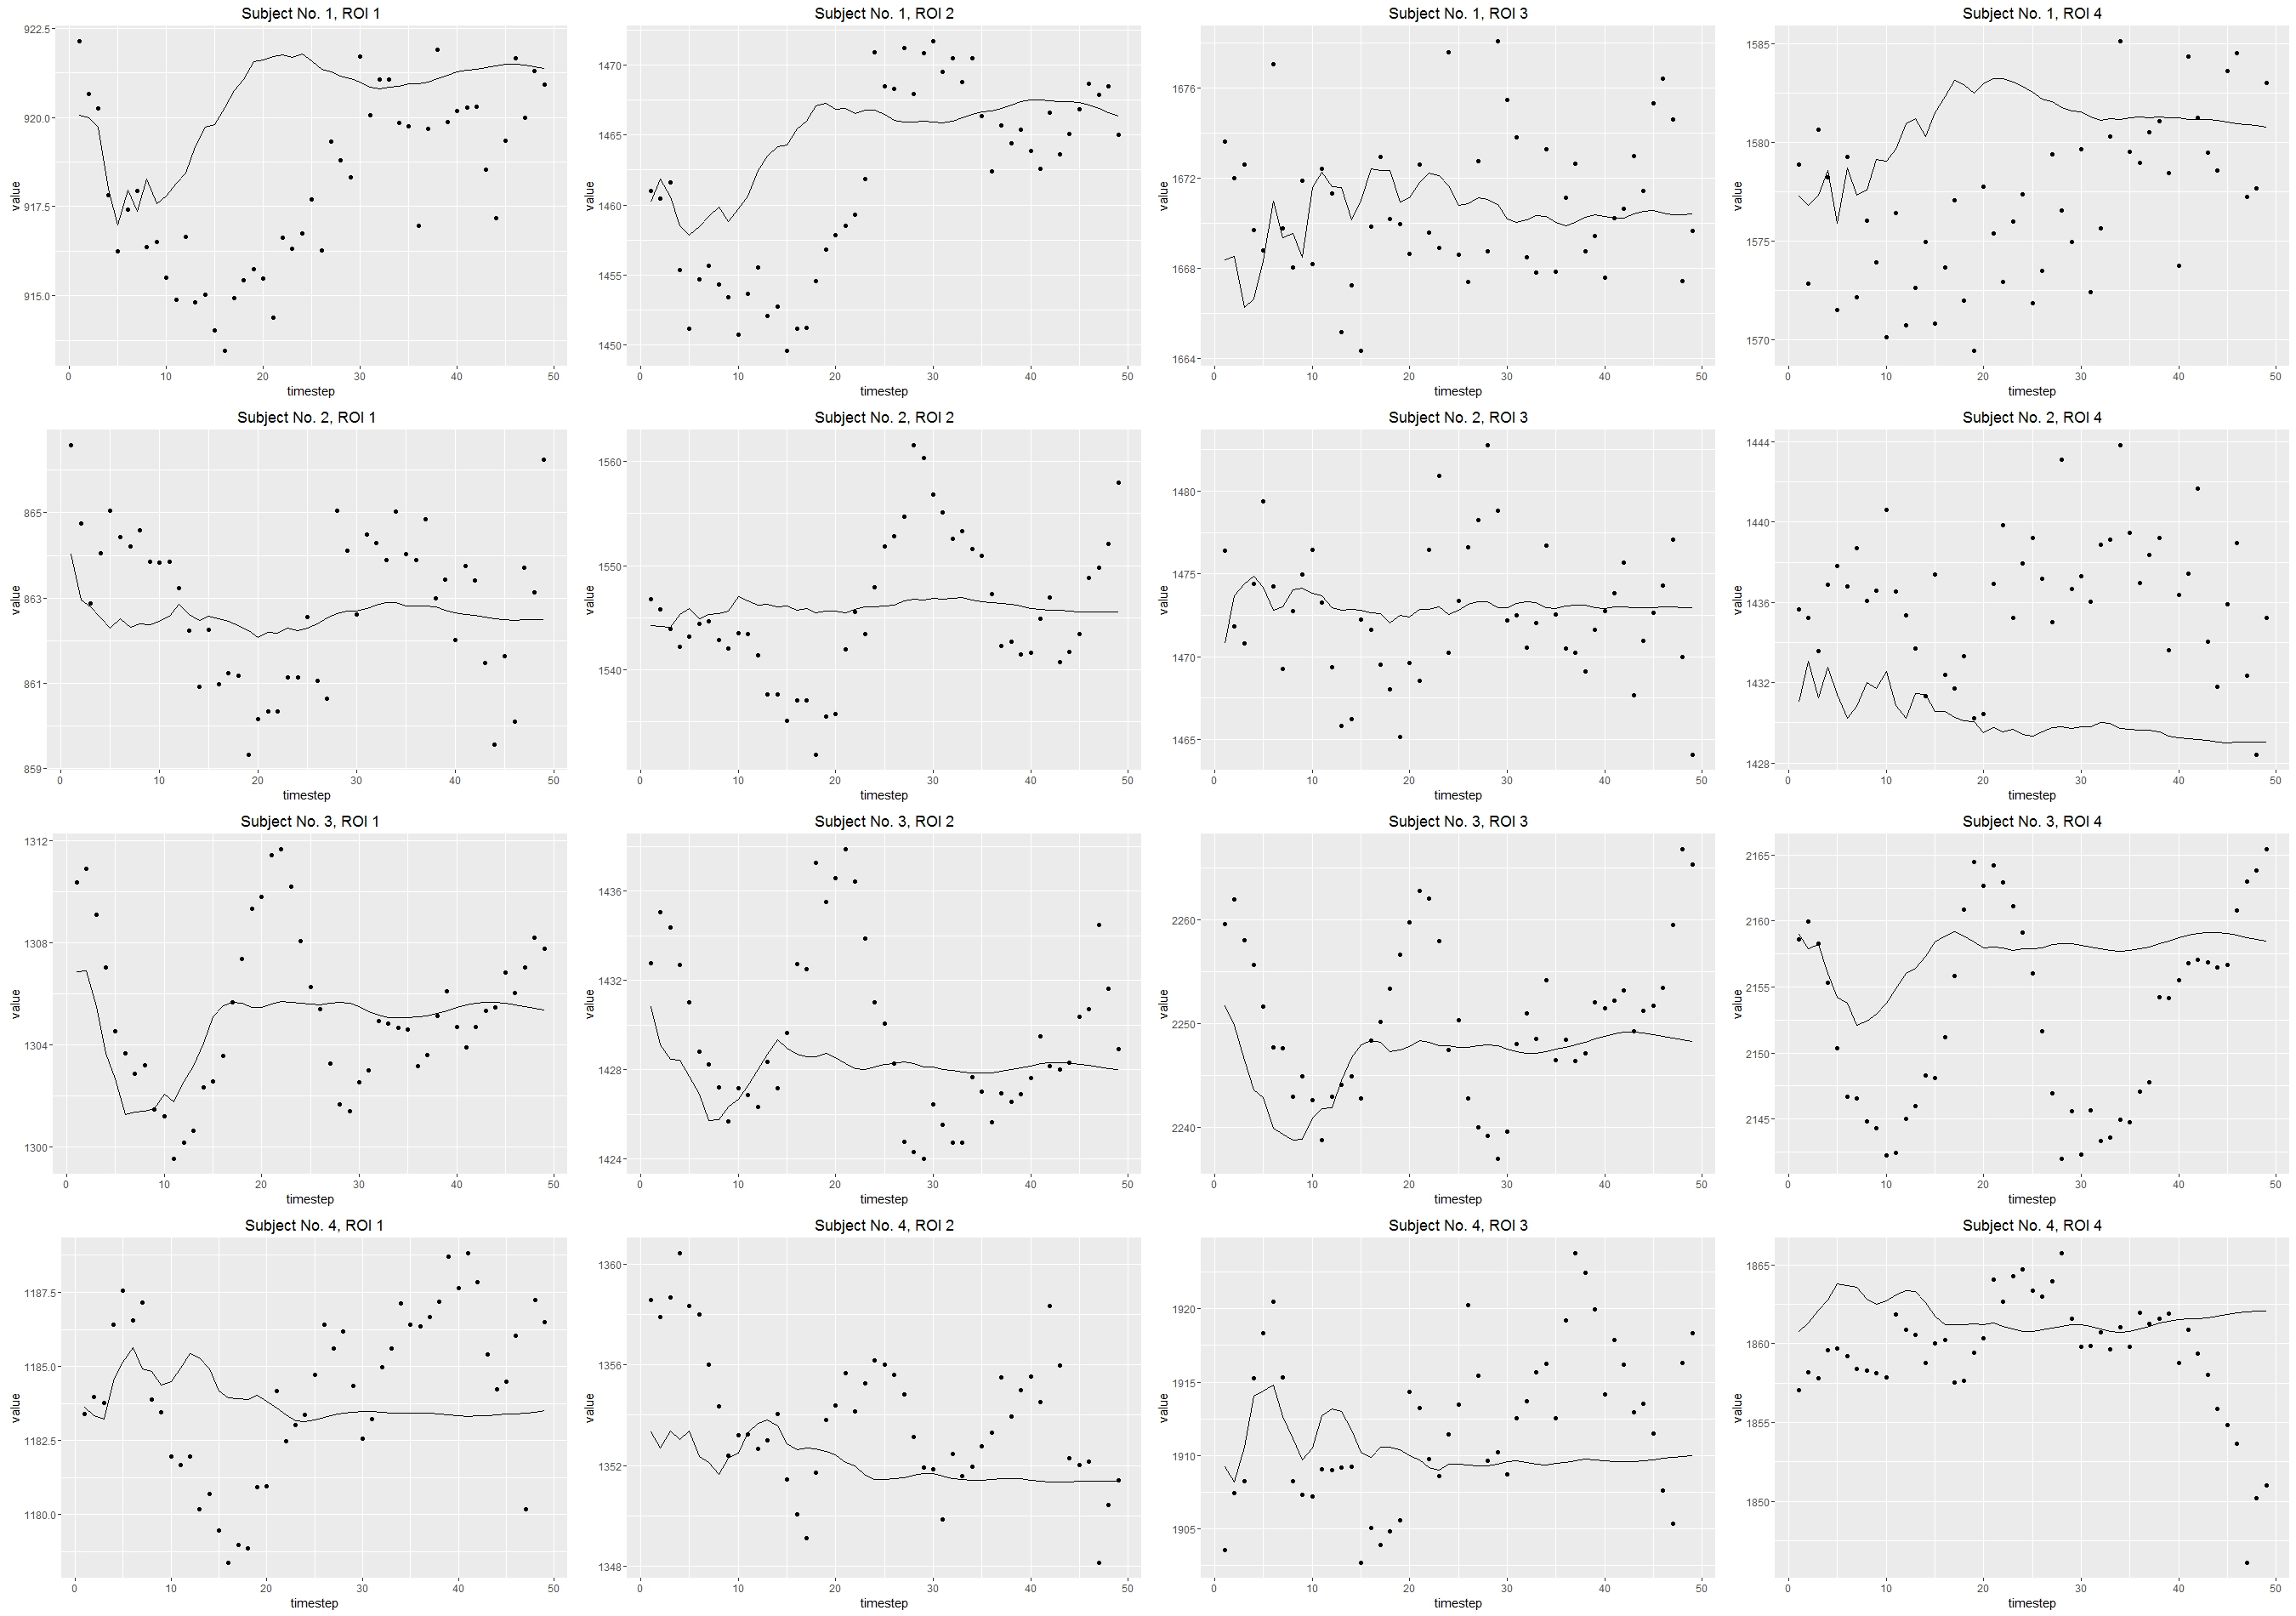 Subject No. 1, ROI 1 Subject No. 1, ROI 2 Subject No. 1, ROI 3 Subject No. 1, ROI 4
value value value value
922.5 920.0 917.5 915.0
1470 1465 1460 1455 1450
1676 1672 1668 1664
1585 1580 1575 1570
0 10 20 30 40 50 0 10 20 30 40 50 0 10 20 30 40 50 0 10 20 30 40 50
timestep timestep timestep timestep
Subject No. 2, ROI 1 Subject No. 2, ROI 2 Subject No. 2, ROI 3 Subject No. 2, ROI 4
value value value value
865 863 861 859
1560 1550 1540
1480 1475 1470 1465
1444 1440 1436 1432 1428
0 10 20 30 40 50 0 10 20 30 40 50 0 10 20 30 40 50 0 10 20 30 40 50
timestep timestep timestep timestep
Subject No. 3, ROI 1 Subject No. 3, ROI 2 Subject No. 3, ROI 3 Subject No. 3, ROI 4
value value value value
1312 1308 1304 1300
1436 1432 1428 1424
2260 2250 2240
2165 2160 2155 2150 2145
0 10 20 30 40 50 0 10 20 30 40 50 0 10 20 30 40 50 0 10 20 30 40 50
timestep timestep timestep timestep
Subject No. 4, ROI 1 Subject No. 4, ROI 2 Subject No. 4, ROI 3 Subject No. 4, ROI 4
value value value value
1187.5 1185.0 1182.5 1180.0
1360 1356 1352 1348
1920 1915 1910 1905
1865 1860 1855 1850
0 10 20 30 40 50 0 10 20 30 40 50 0 10 20 30 40 50 0 10 20 30 40 50
timestep timestep timestep timestep